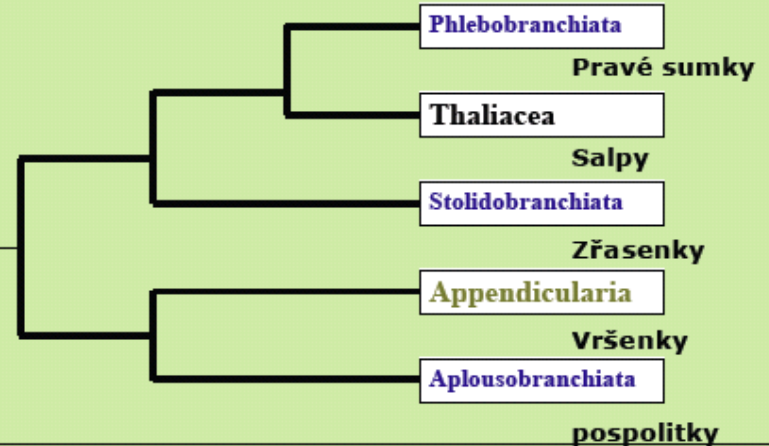 Phlebobranchiata
Pravé sumky
Thaliacea
Salpy
Stolidobranchiata
Zřasenky
Appendicularia
Vršenky
Aplousobranchiata
pospolitky